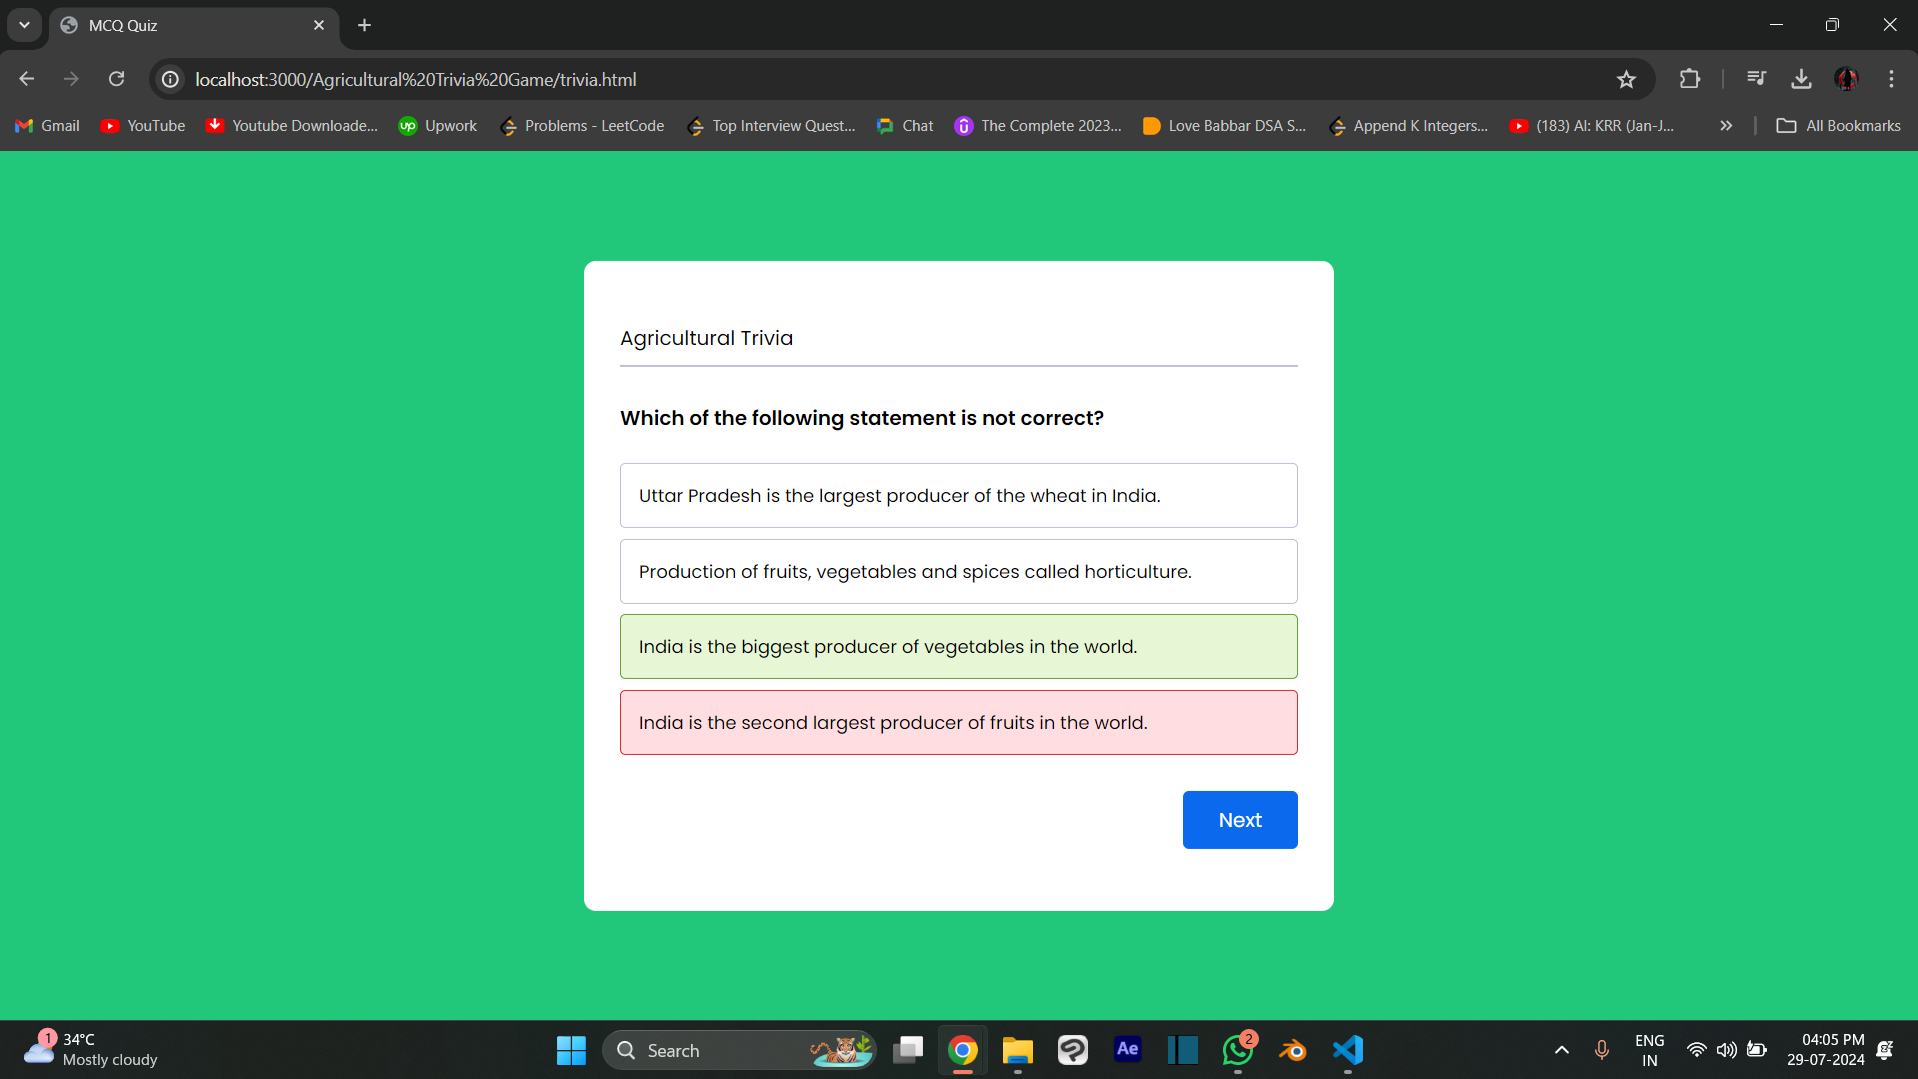 MCQ Quiz
localhost:3000/Agricultural%20Trivia%20Game/trivia.html
Gmail
YouTube
Youtube Downloade...
up Upwork
Problems - LeetCode
Top Interview Quest...
Chat
The Complete 2023...
Love Babbar DSA S...
Append K Integers...
(183) AI: KRR (Jan-J...
All Bookmarks
Agricultural Trivia
Which of the following statement is not correct?
Uttar Pradesh is the largest producer of the wheat in India.
Production of fruits, vegetables and spices called horticulture.
India is the biggest producer of vegetables in the world.
India is the second largest producer of fruits in the world.
Next
1
34°C
Mostly cloudy
Search
Ae
2
ENG
IN
04:05 PM
29-07-2024